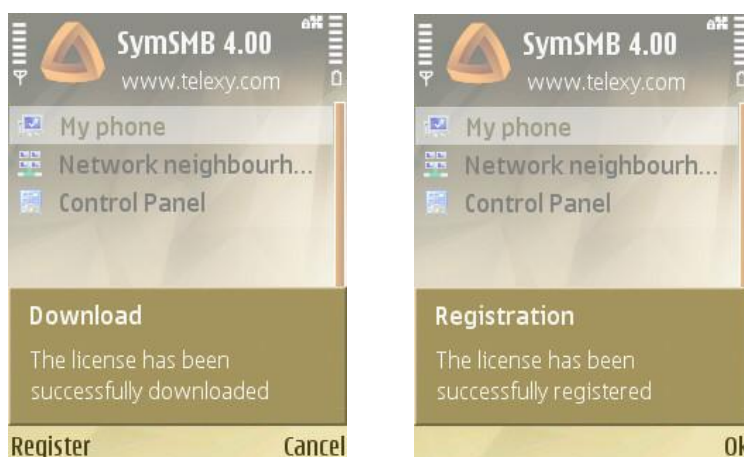 SymSMB 4.00
www.telexy.com
My phone
Network neighbourh...
Control Panel
Download
The license has been
successfully downloaded
Register Cancel
SymSMB 4.00
www.telexy.com
My phone
Network neighbourh...
Control Panel
Registration
The license has been
successfully registered
Ok